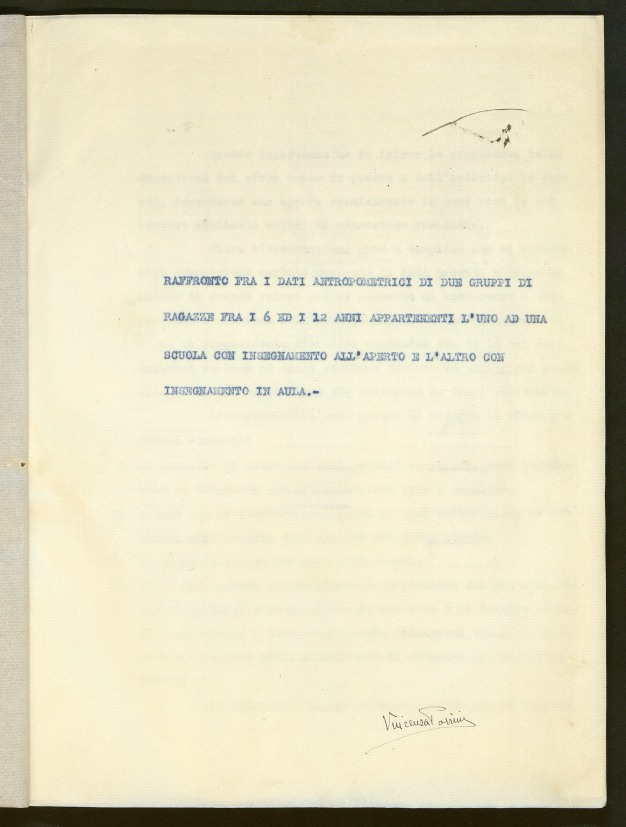 RAFFRONTO FRA I DATI ANTROPOMETRICI DI DUE GRUPPI DI
RAGAZZE FRA I 6 ED I 12 ANNI APPARTENENTI L'UNO AD UNA
SCUOLA CON INSEGNAMENTO ALL'APERTO E L'ALTRO CON
INSEGNAMENTO IN AULA.-
Vincenza